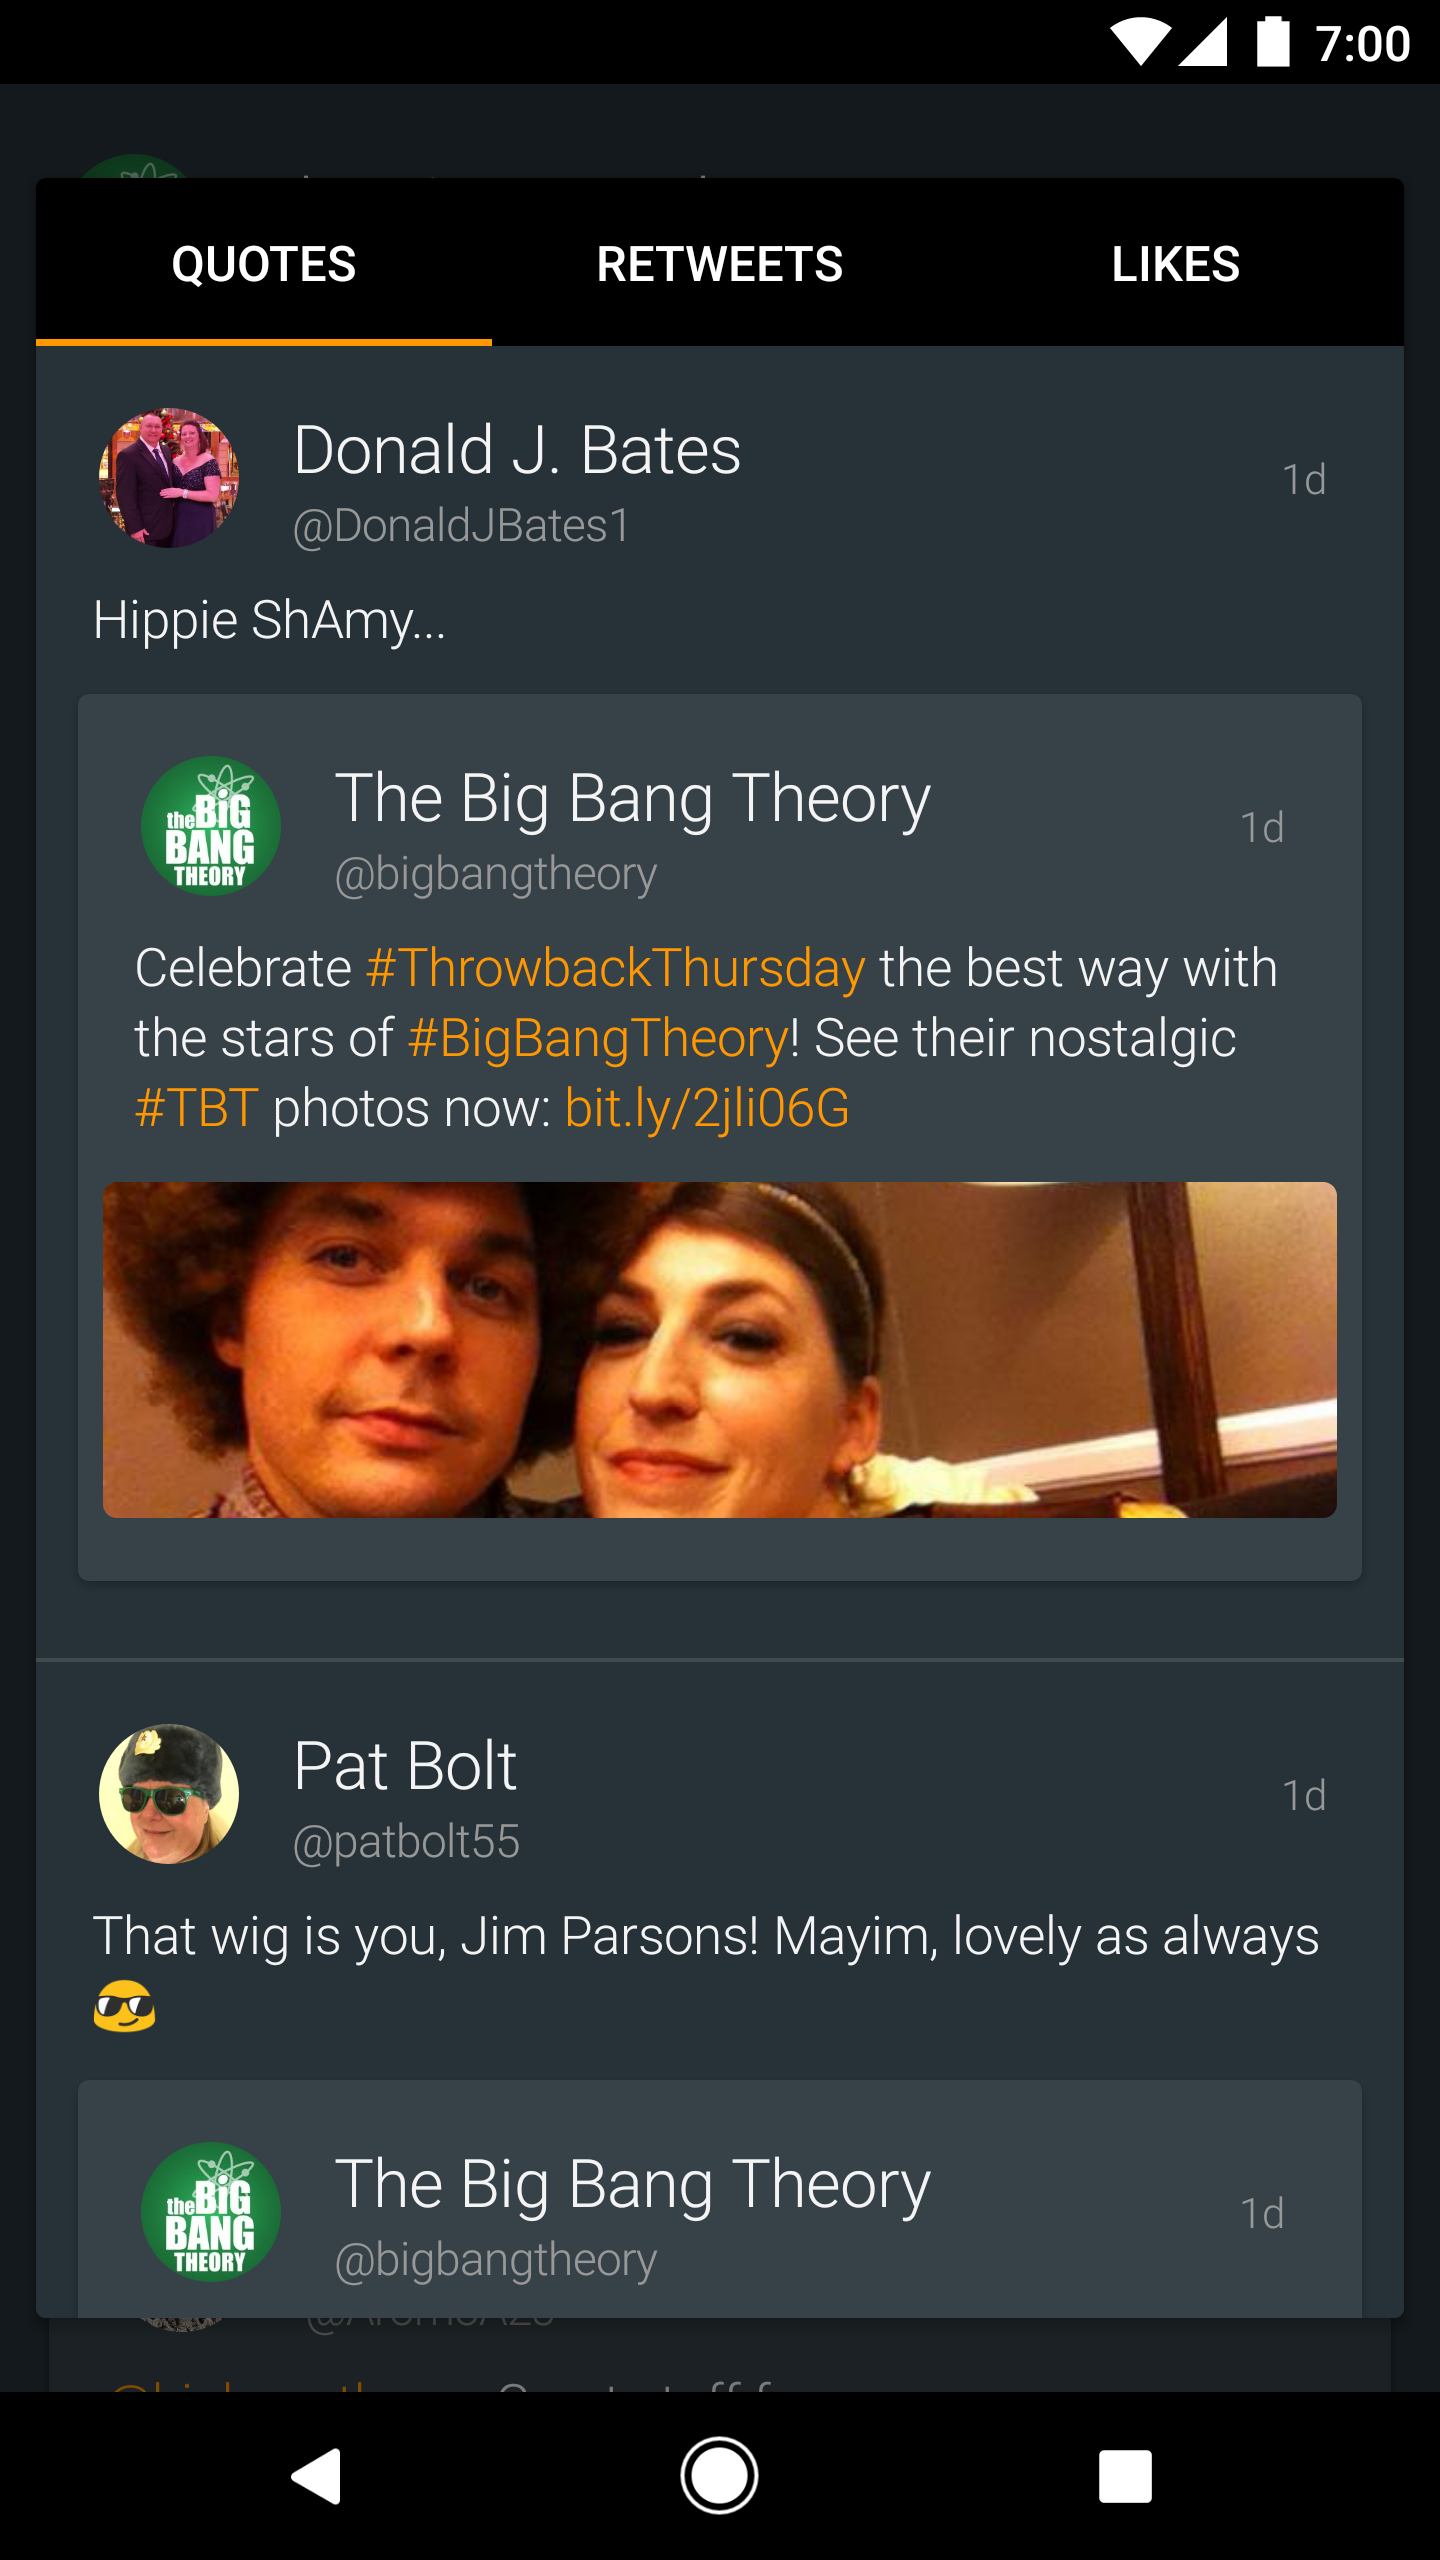 7:00
QUOTES RETWEETS LIKES
Donald J. Bates
1d
@DonaldJBates1
Hippie ShAmy...
the BIG
BANG
THEORY
The Big Bang Theory
1d
@bigbangtheory
Celebrate #ThrowbackThursday the best way with
the stars of #BigBangTheory! See their nostalgic
#TBT photos now: bit.ly/2jli06G
Pat Bolt
1d
@patbolt55
That wig is you, Jim Parsons! Mayim, lovely as always
😎
the BIG
BANG
THEORY
The Big Bang Theory
1d
@bigbangtheory